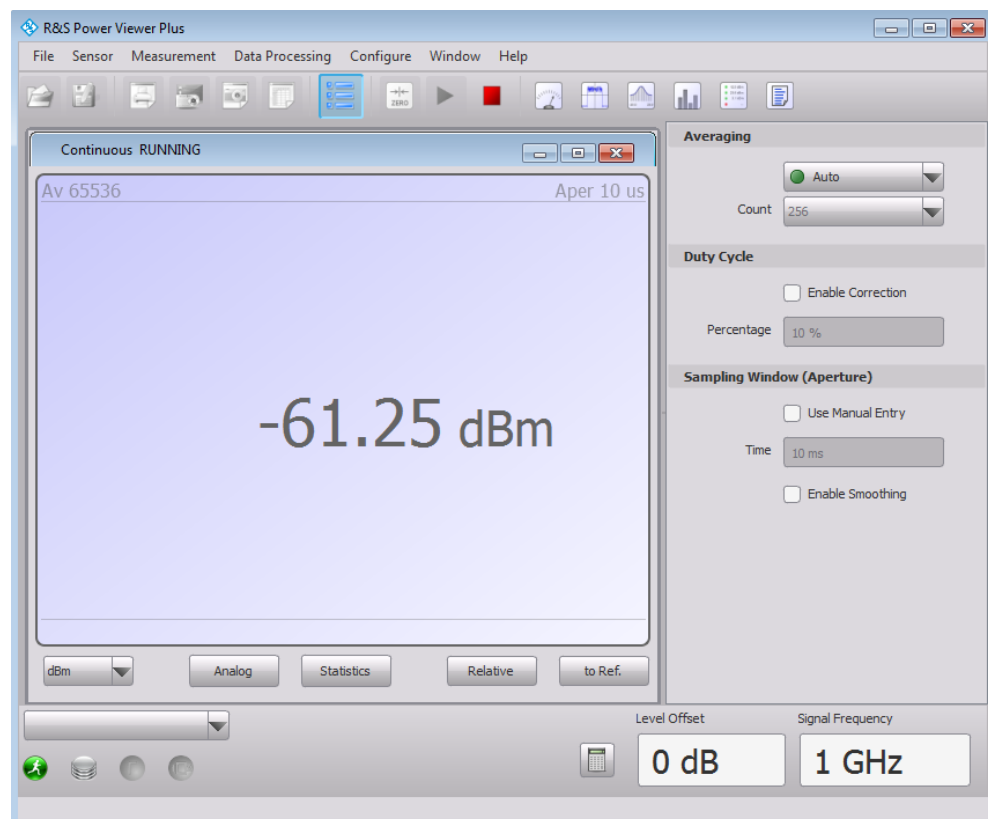 R&S Power Viewer Plus
File Sensor Measurement Data Processing Configure Window Help
ZERO
Continuous RUNNING
Av 65536 Aper 10 us
-61.25 dBm
dBm Analog Statistics Relative to Ref.
Averaging
Auto
Count 256
Duty Cycle
Enable Correction
Percentage 10 %
Sampling Window (Aperture)
Use Manual Entry
Time 10 ms
Enable Smoothing
Level Offset Signal Frequency
0 dB 1 GHz